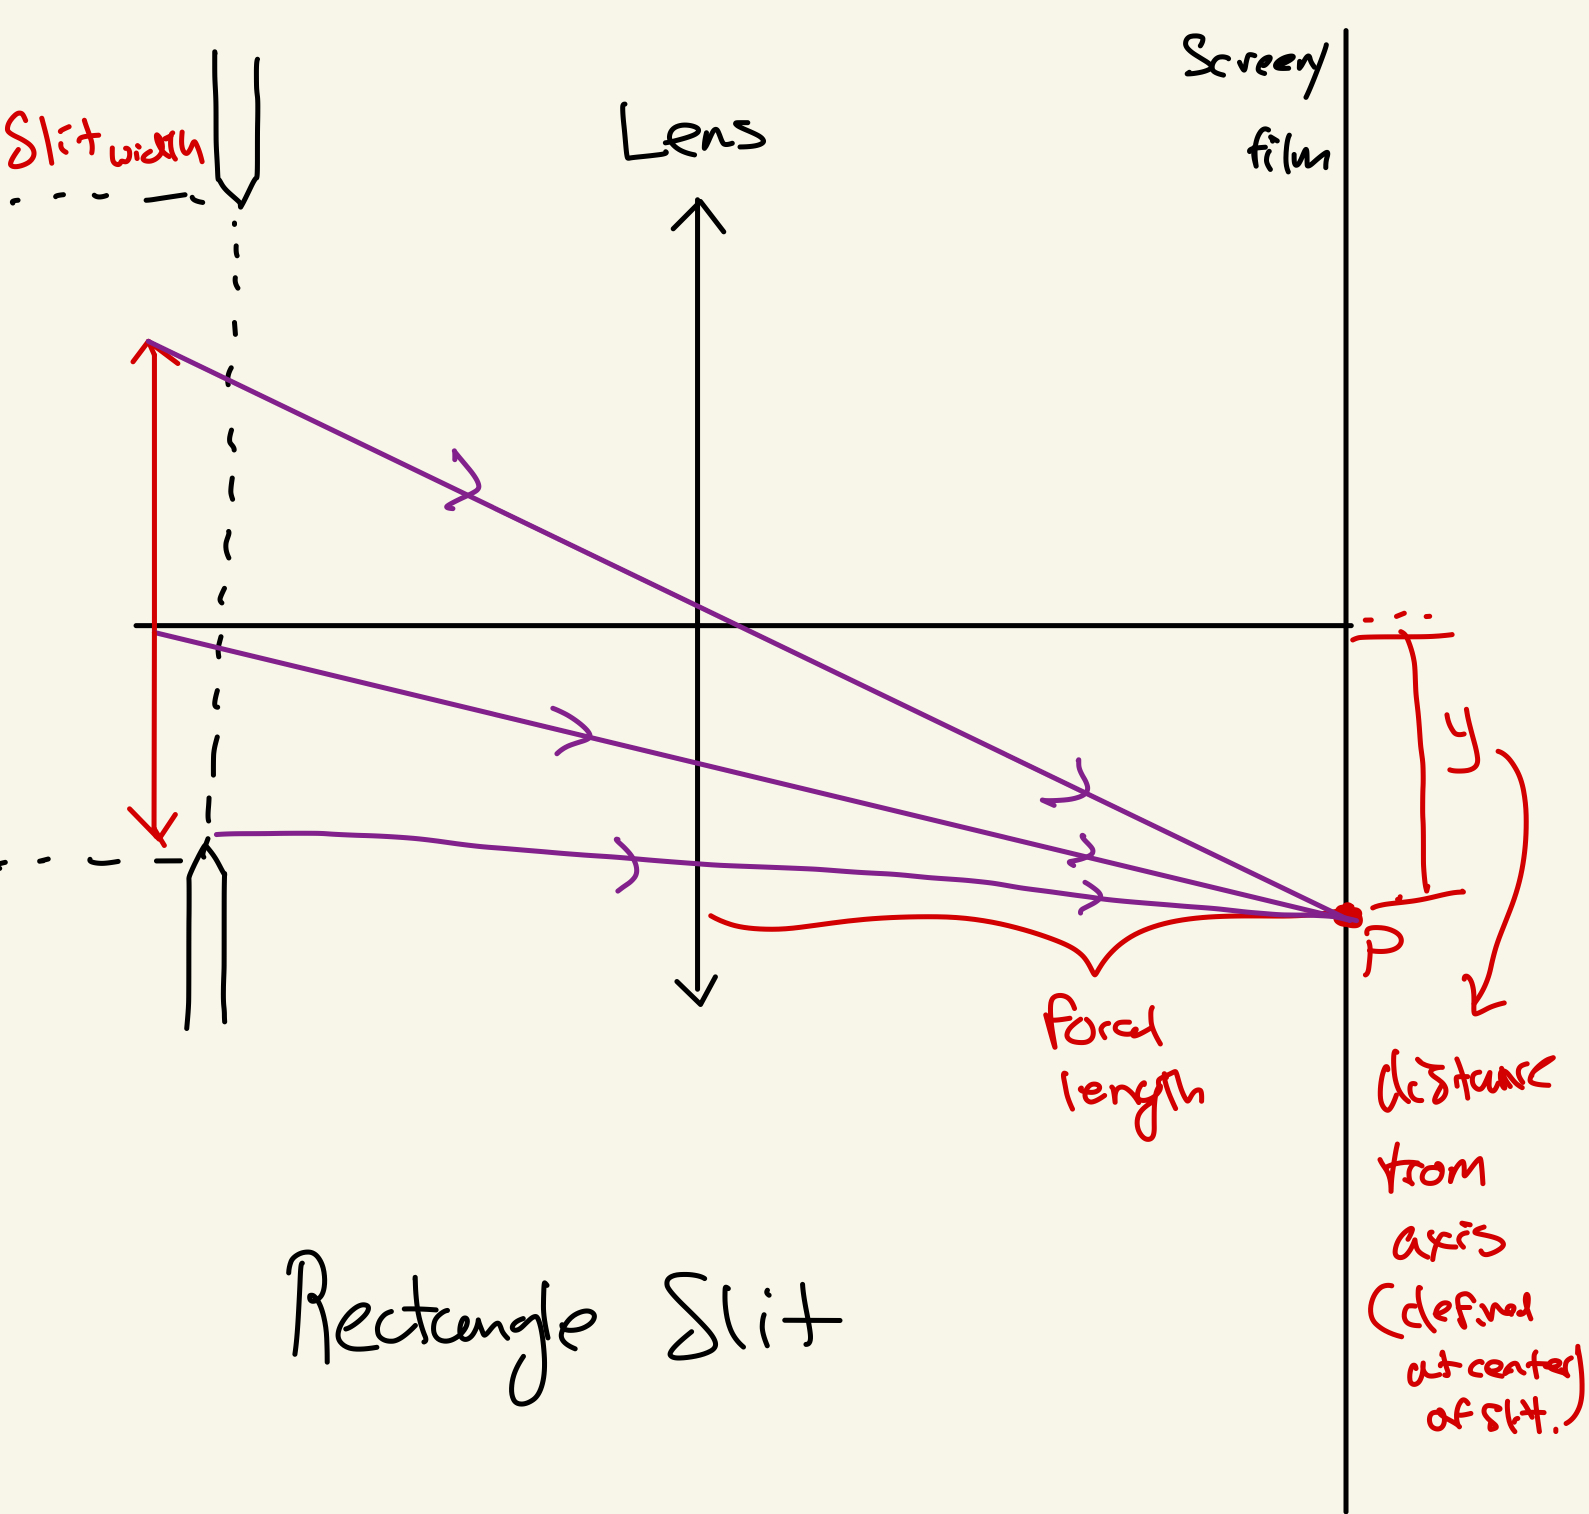 Slit width
Lens
Screen/
film
y
P
focal
length
distance
from
axis
(defined
at center
of slit.)
Rectangle Slit